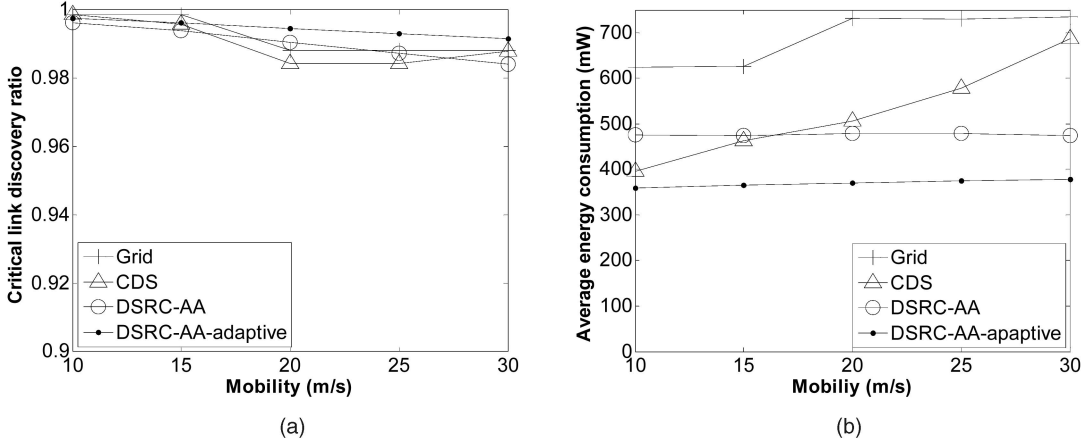 Critical link discovery ratio
1
0.98
0.96
0.94
0.92
0.9
Grid
CDS
DSRC-AA
DSRC-AA-adaptive
10 15 20 25 30
Mobility (m/s)
(a)
Average energy consumption (mW)
700
600
500
400
300
200
100
0
Grid
CDS
DSRC-AA
DSRC-AA-apaptive
10 15 20 25 30
Mobiliy (m/s)
(b)